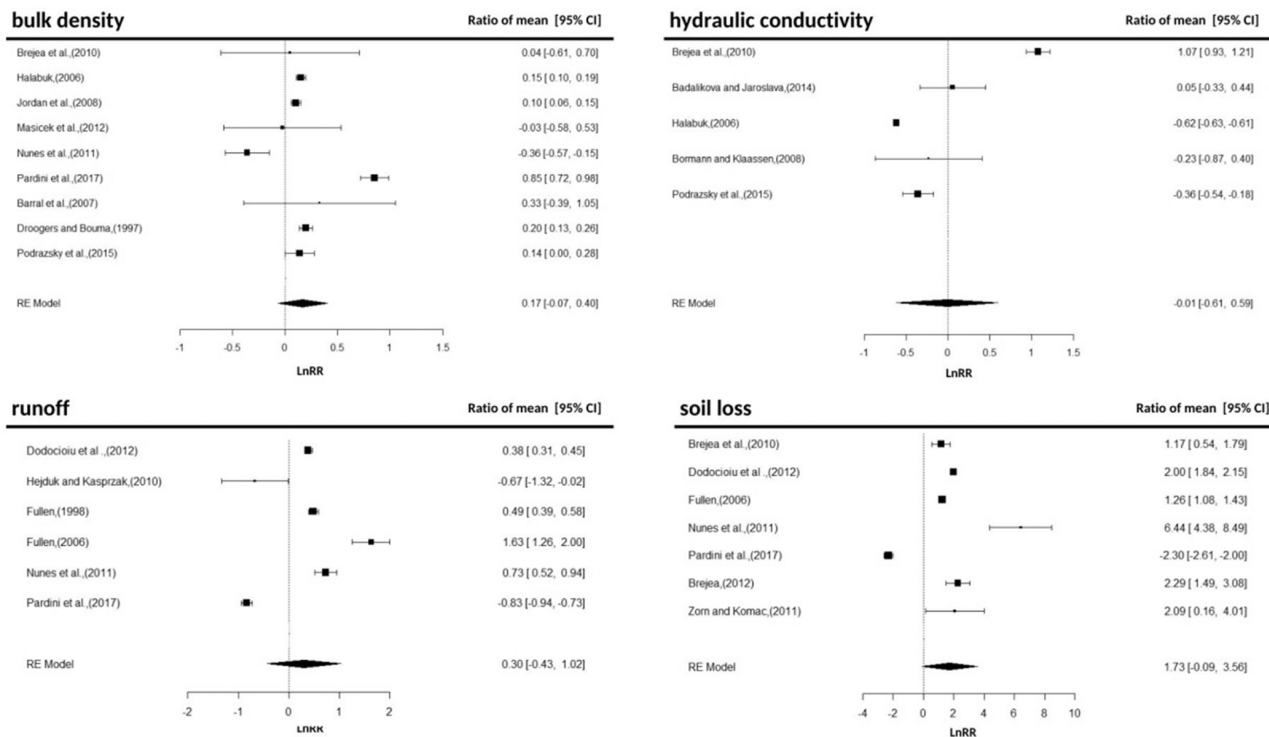 bulk density Ratio of mean [95% CI]
Brejea et al.,(2010) 0.04 [-0.61, 0.70]
Halabuk,(2006) 0.15 [0.10, 0.19]
Jordan et al.,(2008) 0.10 [0.06, 0.15]
Masicek et al.,(2012) -0.03 [-0.58, 0.53]
Nunes et al.,(2011) -0.36 [-0.57, -0.15]
Pardini et al.,(2017) 0.85 [0.72, 0.98]
Barral et al.,(2007) 0.33 [-0.39, 1.05]
Droogers and Bouma,(1997) 0.20 [0.13, 0.26]
Podrazsky et al.,(2015) 0.14 [0.00, 0.28]
RE Model 0.17 [-0.07, 0.40]
-1 -0.5 0 0.5 1 1.5
LnRR
hydraulic conductivity Ratio of mean [95% CI]
Brejea et al.,(2010) 1.07 [0.93, 1.21]
Badalikova and Jaroslava,(2014) 0.05 [-0.33, 0.44]
Halabuk,(2006) -0.62 [-0.63, -0.61]
Bormann and Klaassen,(2008) -0.23 [-0.87, 0.40]
Podrazsky et al.,(2015) -0.36 [-0.54, -0.18]
RE Model -0.01 [-0.61, 0.59]
-1 -0.5 0 0.5 1 1.5
LnRR
runoff Ratio of mean [95% CI]
Dodocioiu et al .,(2012) 0.38 [ 0.31, 0.45]
Hejduk and Kasprzak,(2010) -0.67 [-1.32, -0.02]
Fullen,(1998) 0.49 [ 0.39, 0.58]
Fullen,(2006) 1.63 [ 1.26, 2.00]
Nunes et al.,(2011) 0.73 [ 0.52, 0.94]
Pardini et al.,(2017) -0.83 [-0.94, -0.73]
RE Model 0.30 [-0.43, 1.02]
-2 -1 0 1 2
LnRR
soil loss Ratio of mean [95% CI]
Brejea et al.,(2010) 1.17 [ 0.54, 1.79]
Dodocioiu et al .,(2012) 2.00 [ 1.84, 2.15]
Fullen,(2006) 1.26 [ 1.08, 1.43]
Nunes et al.,(2011) 6.44 [ 4.38, 8.49]
Pardini et al.,(2017) -2.30 [-2.61, -2.00]
Brejea,(2012) 2.29 [ 1.49, 3.08]
Zorn and Komac,(2011) 2.09 [ 0.16, 4.01]
RE Model 1.73 [-0.09, 3.56]
-4 -2 0 2 4 6 8 10
LnRR